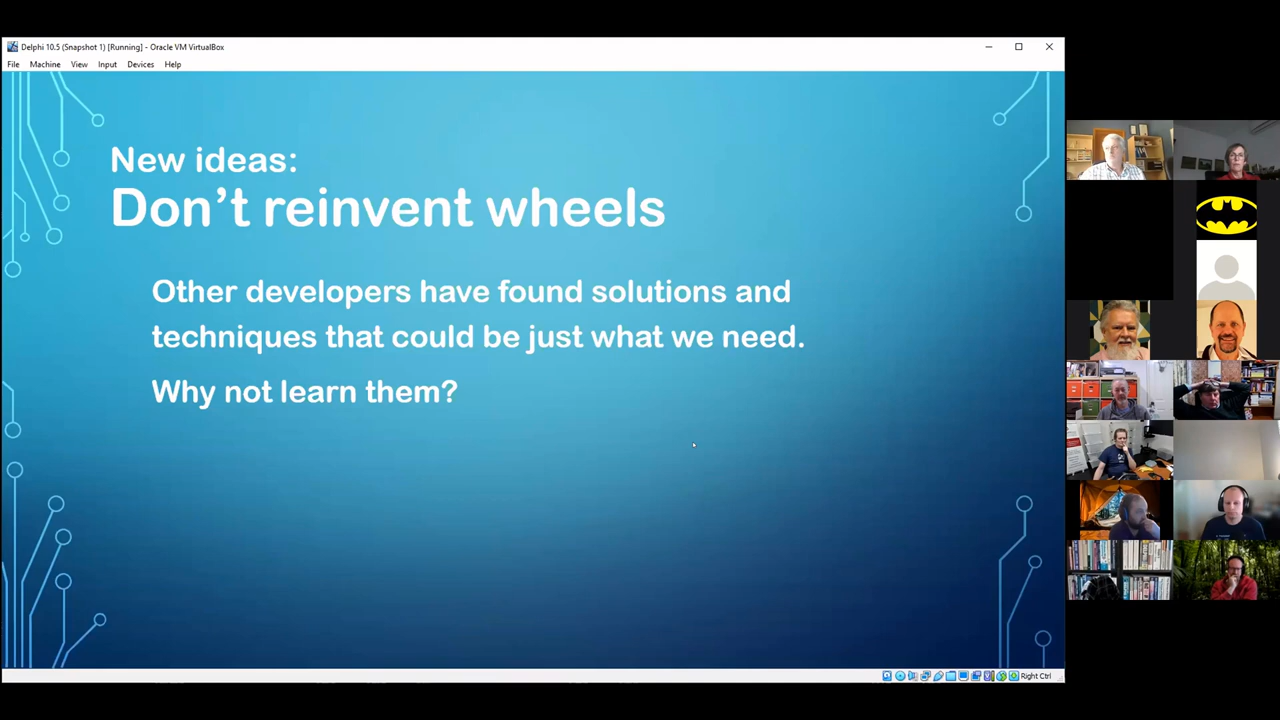 Delphi 10.5 (Snapshot 1) [Running] - Oracle VM VirtualBox
File Machine View Input Devices Help
New ideas:
Don’t reinvent wheels
Other developers have found solutions and
techniques that could be just what we need.
Why not learn them?
Right Ctrl